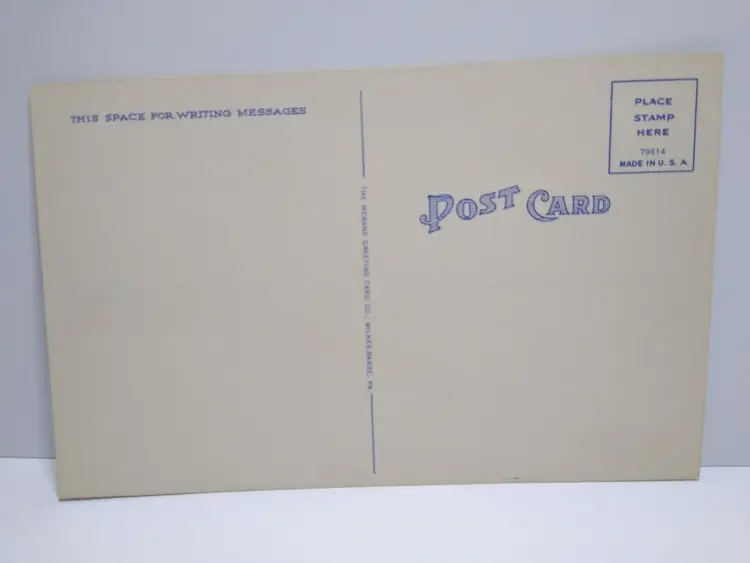 THIS SPACE FOR WRITING MESSAGES
PLACE
STAMP
HERE
79614
MADE IN U. S. A.
POST CARD
THE MEBANE GREETING CARD CO., WILKES-BARRE, PA.